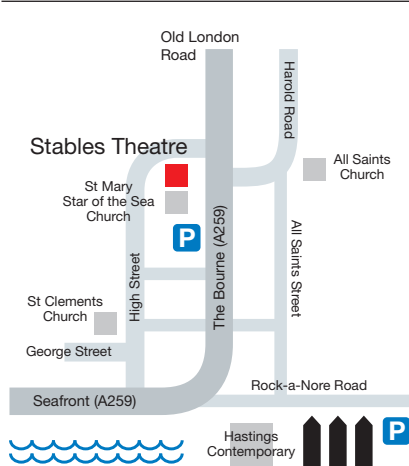 Old London
Road
Harold Road
Stables Theatre
All Saints
Church
St Mary
Star of the Sea
Church
P
The Bourne (A259)
All Saints Street
High Street
St Clements
Church
George Street
Rock-a-Nore Road
Seafront (A259)
Hastings
Contemporary
P